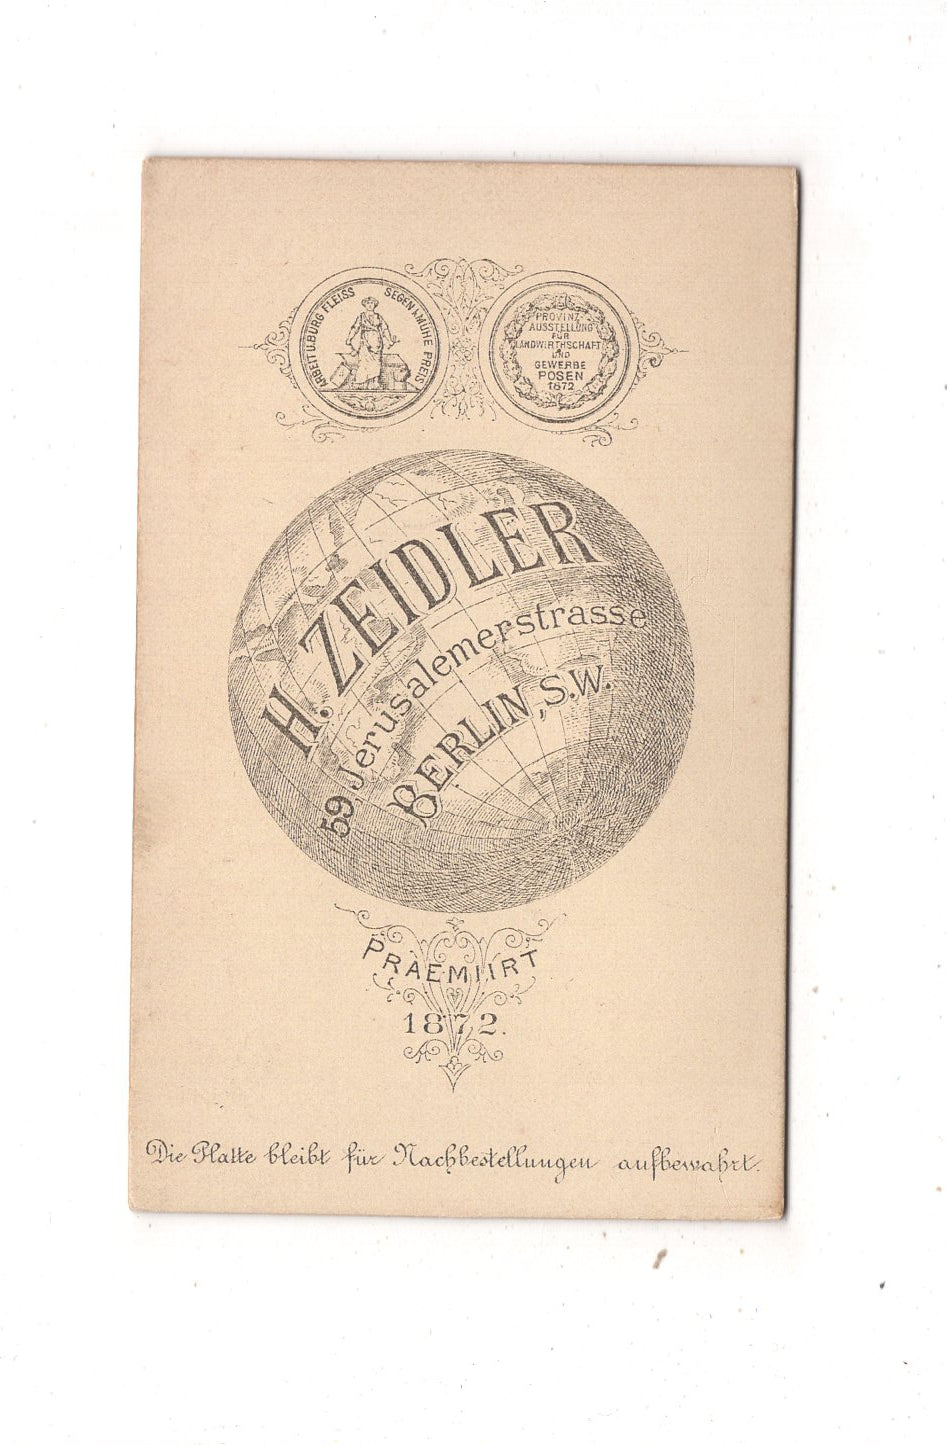 ARBEIT U. BÜRG FLEISS SEGEN D. MÜHE PREIS
PROVINZ-
AUSSTELLUNG
FÜR
LANDWIRTHSCHAFT
UND
GEWERBE
POSEN
1872
H. ZEIDLER
59, Jerusalemerstrasse
BERLIN, S.W.
PRAEMIIRT
1872.
Die Platte bleibt für Nachbestellungen aufbewahrt.